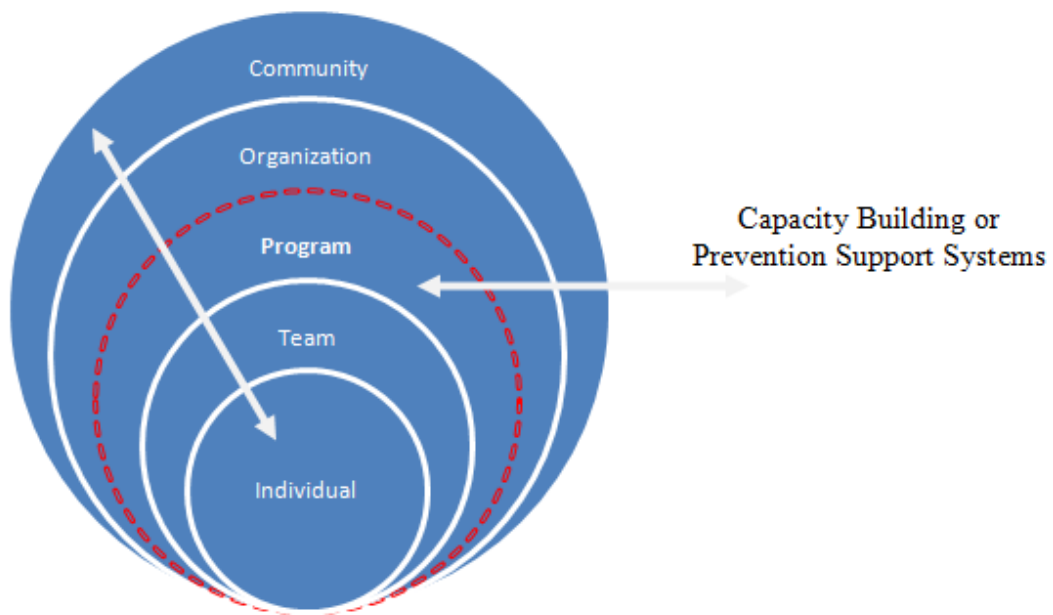 Community
Organization
Program
Capacity Building or
Prevention Support Systems
Team
Individual